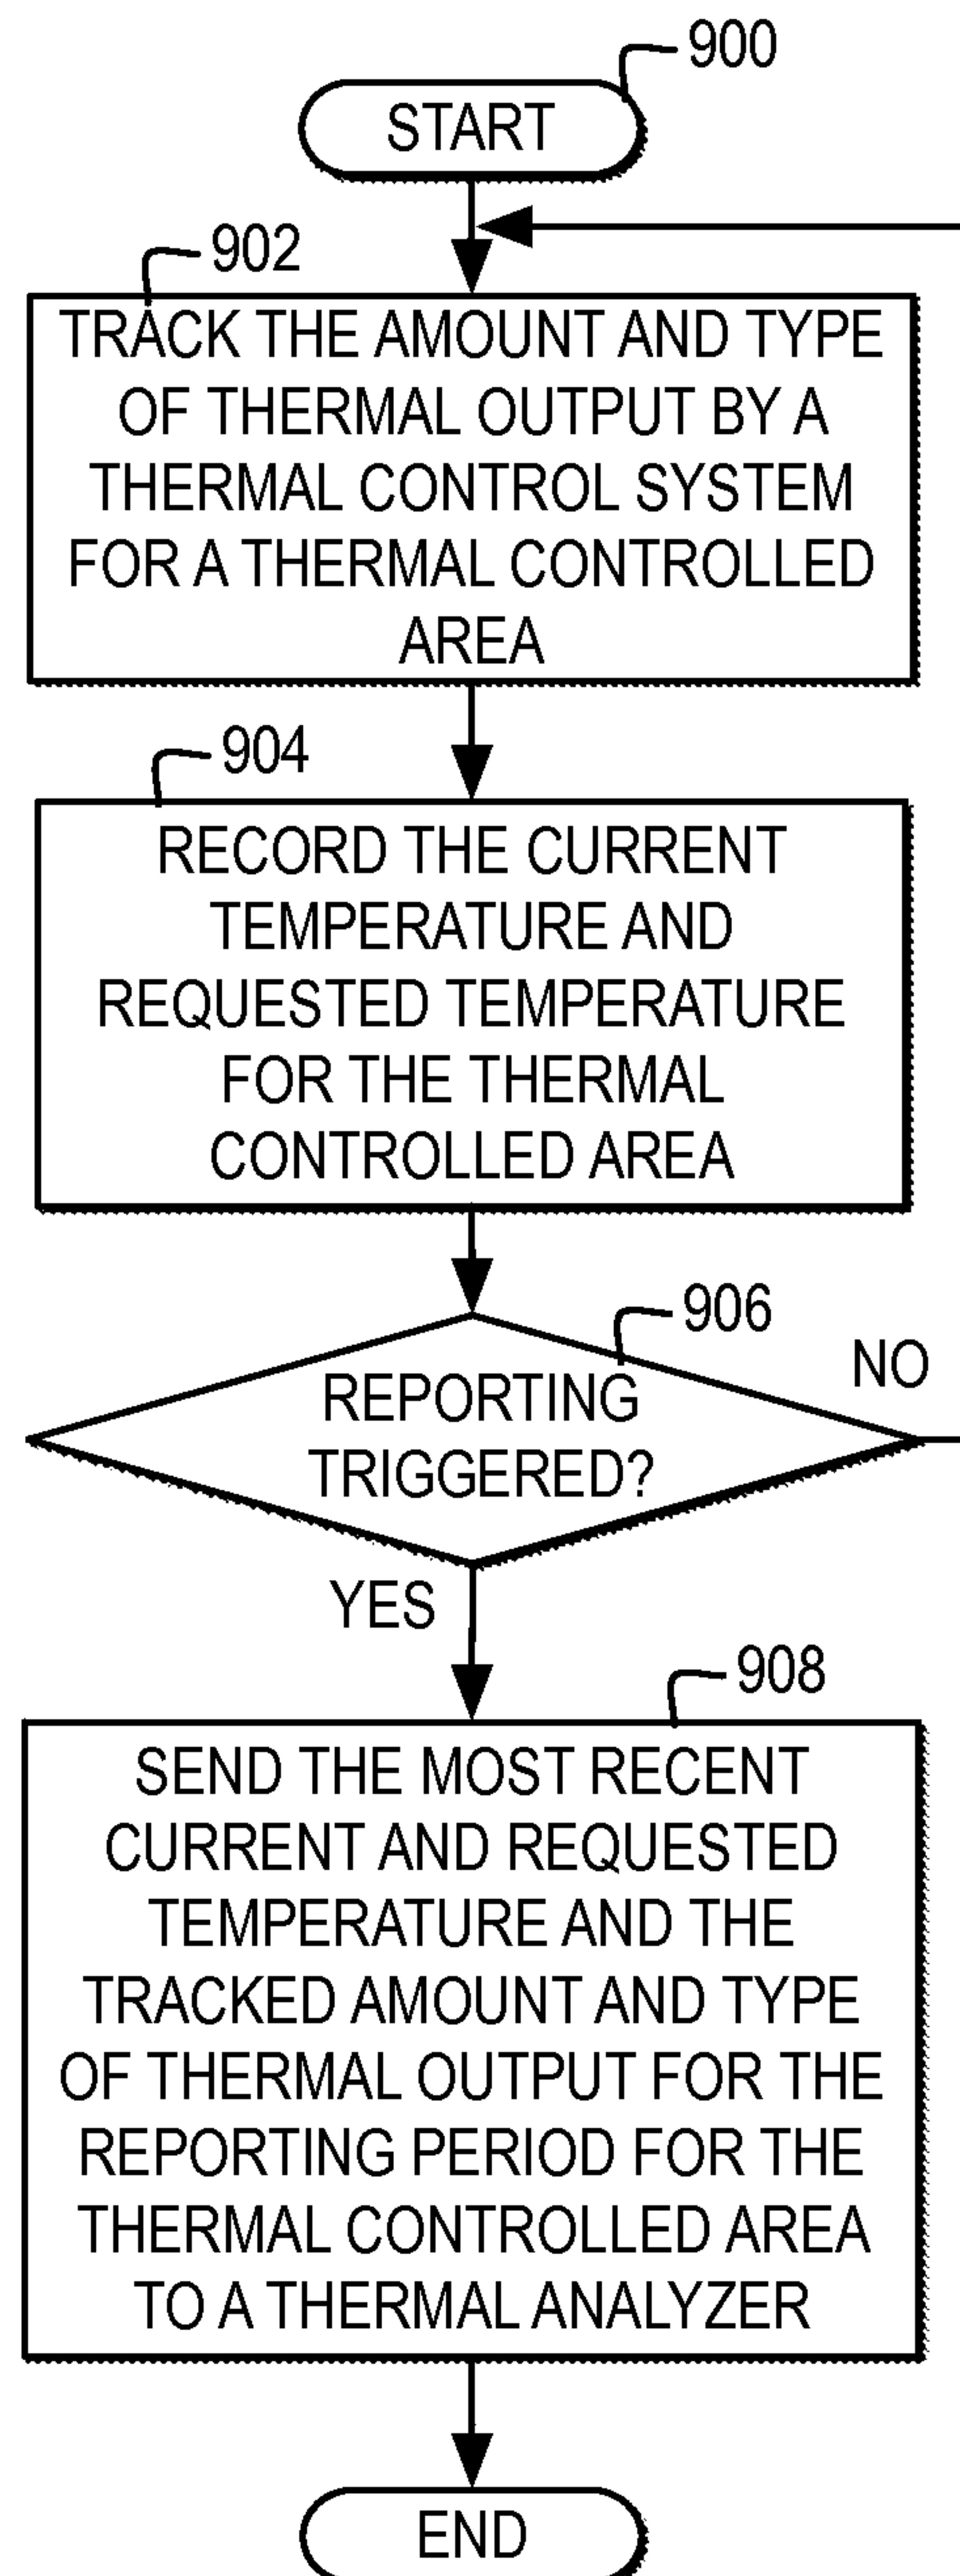 900
START
902
TRACK THE AMOUNT AND TYPE
OF THERMAL OUTPUT BY A
THERMAL CONTROL SYSTEM
FOR A THERMAL CONTROLLED
AREA
904
RECORD THE CURRENT
TEMPERATURE AND
REQUESTED TEMPERATURE
FOR THE THERMAL
CONTROLLED AREA
906
NO
REPORTING
TRIGGERED?
YES
908
SEND THE MOST RECENT
CURRENT AND REQUESTED
TEMPERATURE AND THE
TRACKED AMOUNT AND TYPE
OF THERMAL OUTPUT FOR THE
REPORTING PERIOD FOR THE
THERMAL CONTROLLED AREA
TO A THERMAL ANALYZER
END